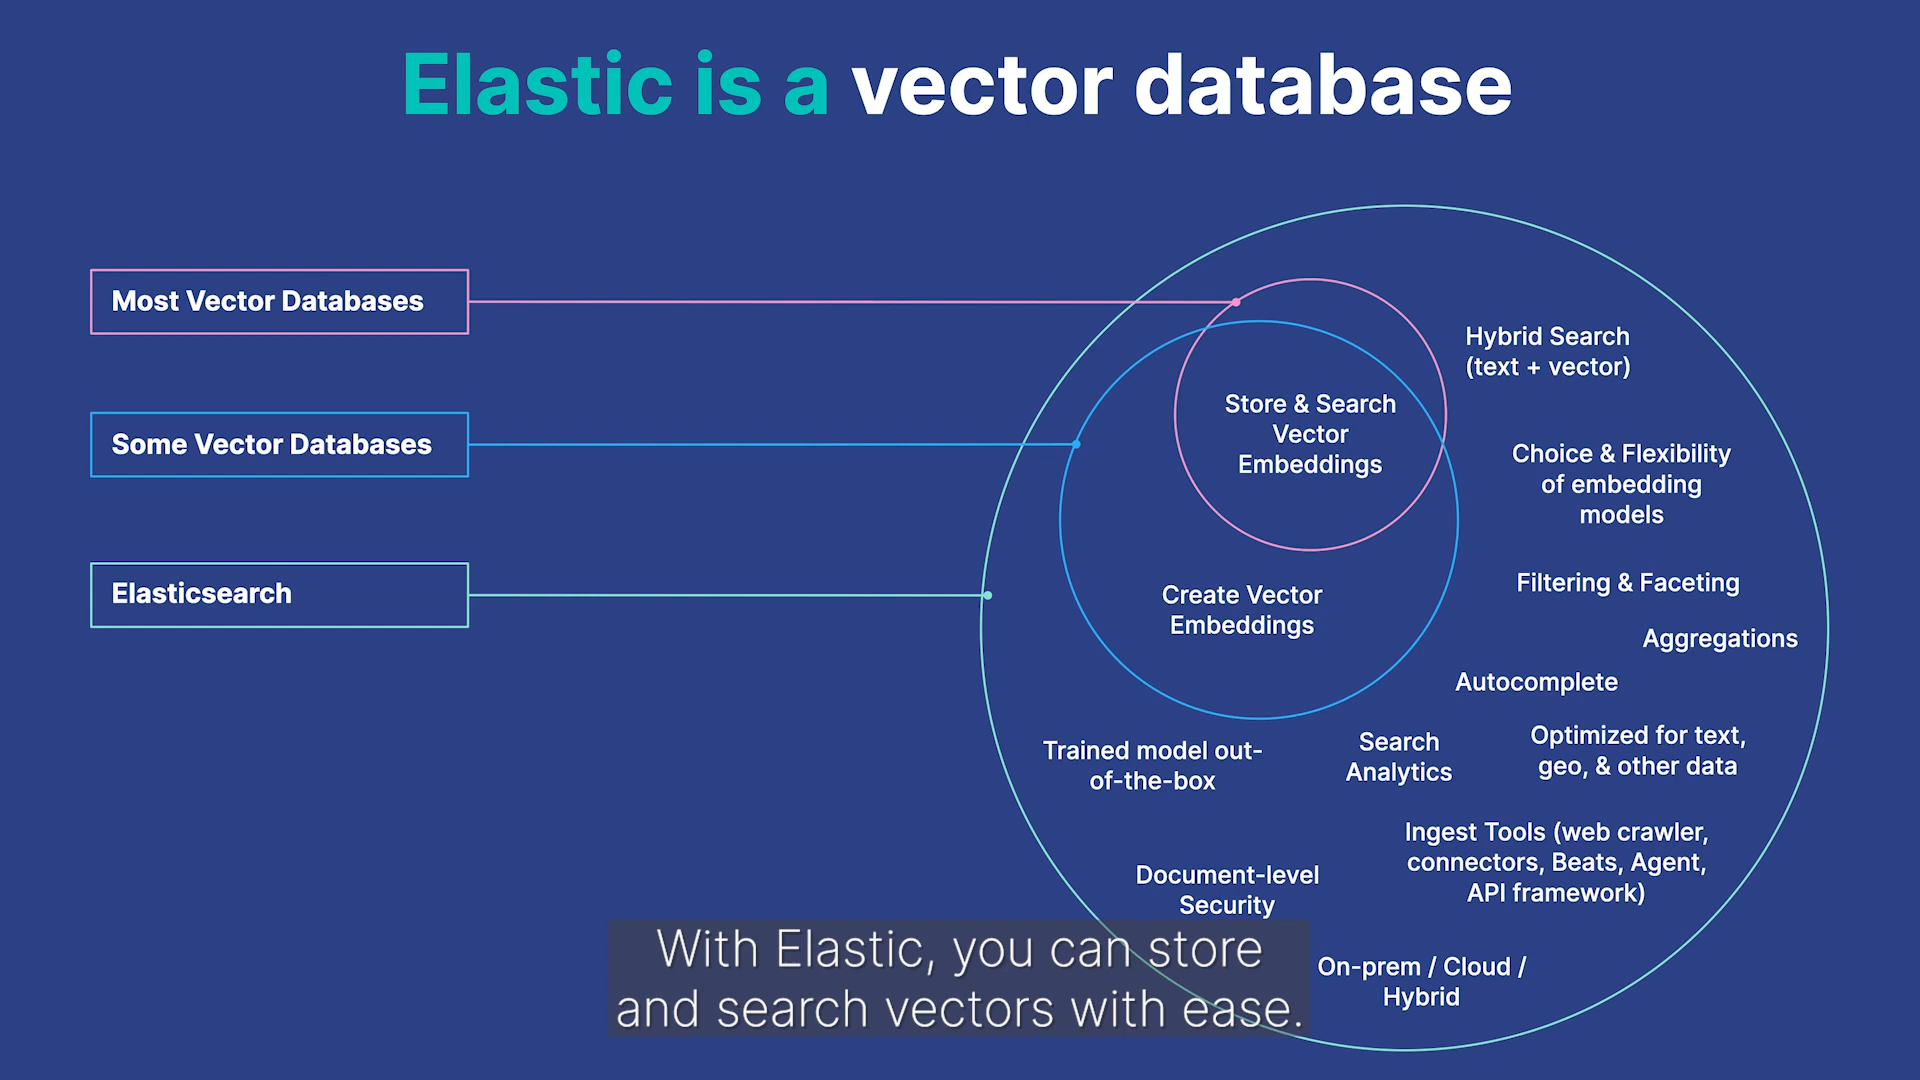 Elastic is a vector database
Most Vector Databases
Some Vector Databases
Elasticsearch
Store & Search
Vector
Embeddings
Create Vector
Embeddings
Hybrid Search
(text + vector)
Choice & Flexibility
of embedding
models
Filtering & Faceting
Aggregations
Autocomplete
Trained model out-
of-the-box
Search
Analytics
Optimized for text,
geo, & other data
Ingest Tools (web crawler,
connectors, Beats, Agent,
API framework)
Document-level
Security
On-prem / Cloud /
Hybrid
With Elastic, you can store
and search vectors with ease.